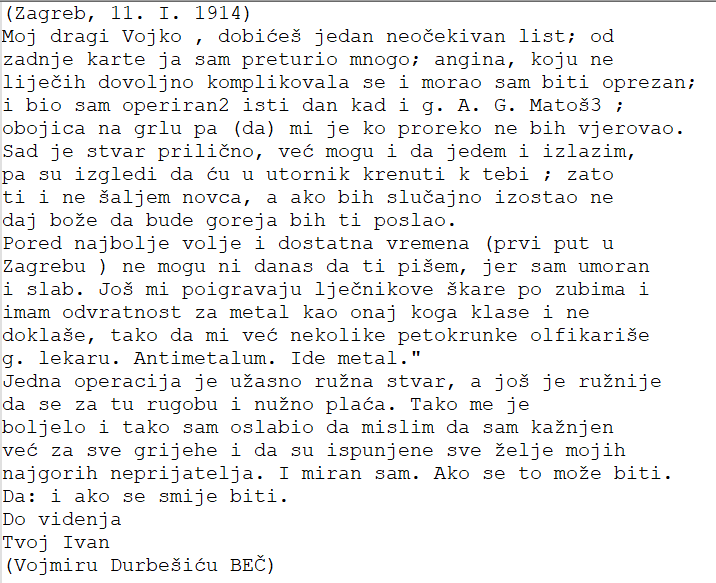 (Zagreb, 11. I. 1914)
Moj dragi Vojko , dobićeš jedan neočekivan list; od
zadnje karte ja sam preturio mnogo; angina, koju ne
liječih dovoljno komplikovala se i morao sam biti oprezan;
i bio sam operiran2 isti dan kad i g. A. G. Matoš3 ;
obojica na grlu pa (da) mi je ko proreko ne bih vjerovao.
Sad je stvar prilično, već mogu i da jedem i izlazim,
pa su izgledi da ću u utornik krenuti k tebi ; zato
ti i ne šaljem novca, a ako bih slučajno izostao ne
daj bože da bude goreja bih ti poslao.
Pored najbolje volje i dostatna vremena (prvi put u
Zagrebu ) ne mogu ni danas da ti pišem, jer sam umoran
i slab. Još mi poigravaju lječnikove škare po zubima i
imam odvratnost za metal kao onaj koga klase i ne
doklaše, tako da mi već nekolike petokrunke olfikariše
g. lekaru. Antimetalum. Ide metal."
Jedna operacija je užasno ružna stvar, a još je ružnije
da se za tu rugobu i nužno plaća. Tako me je
boljelo i tako sam oslabio da mislim da sam kažnjen
već za sve grijehe i da su ispunjene sve želje mojih
najgorih neprijatelja. I miran sam. Ako se to može biti.
Da: i ako se smije biti.
Do videnja
Tvoj Ivan
(Vojmiru Durbešiću BEČ)